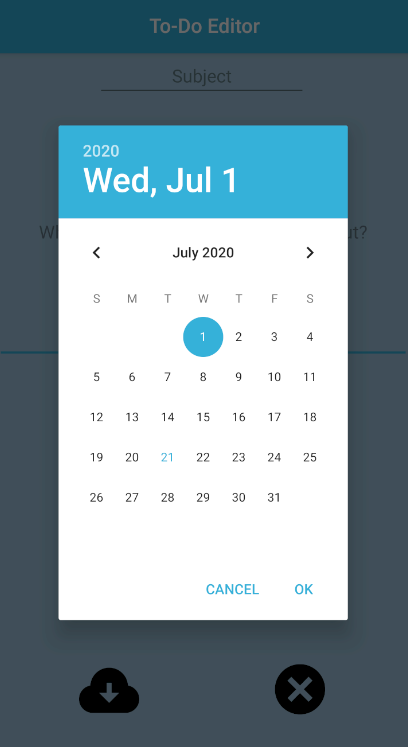 To-Do Editor
Subject
2020
Wed, Jul 1
July 2020
S M T W T F S
1 2 3 4
5 6 7 8 9 10 11
12 13 14 15 16 17 18
19 20 21 22 23 24 25
26 27 28 29 30 31
CANCEL OK